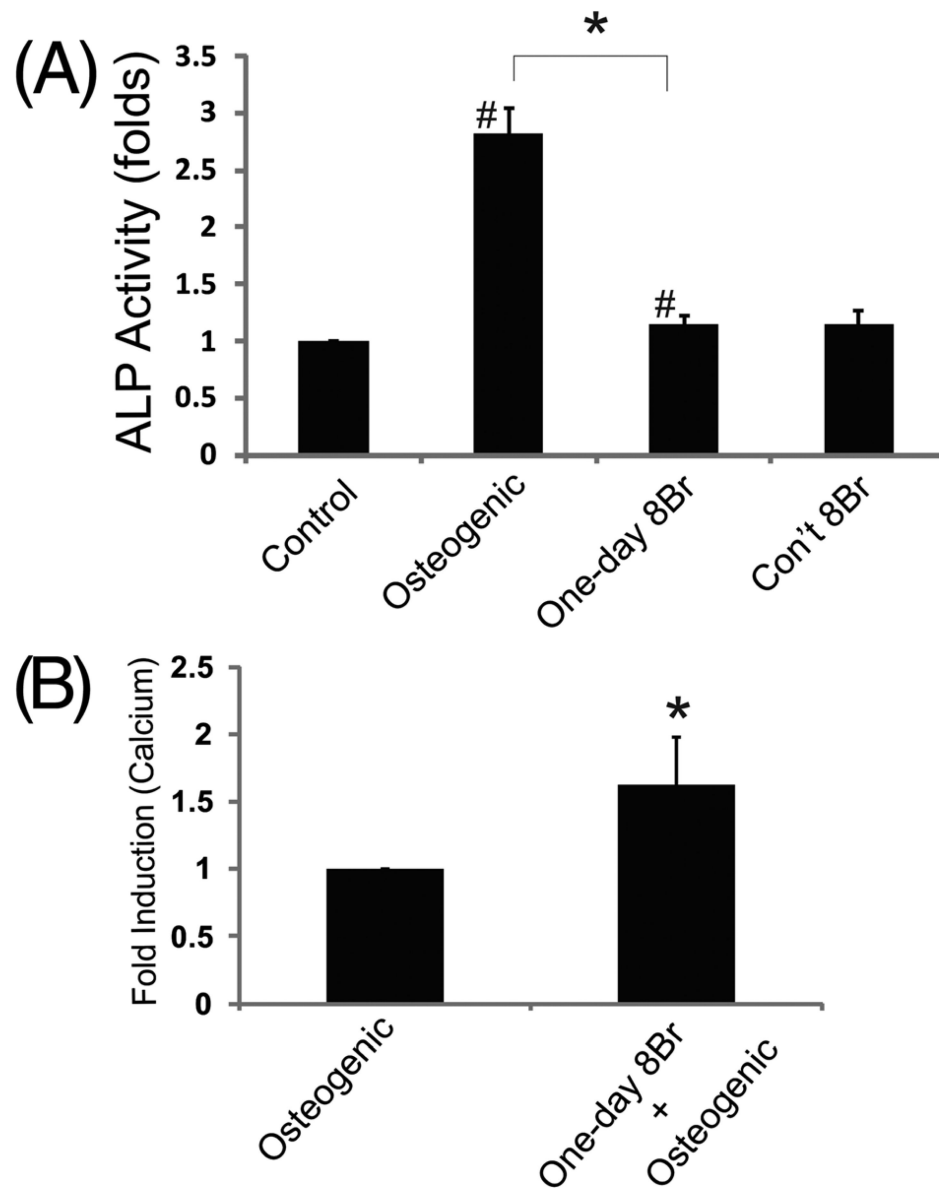 (A)
*
ALP Activity (folds)
3.5
3
2.5
2
1.5
1
0.5
0
#
#
Control
Osteogenic
One-day 8Br
Con't 8Br
(B)
Fold Induction (Calcium)
2.5
2
1.5
1
0.5
0
*
Osteogenic
One-day 8Br
+
Osteogenic